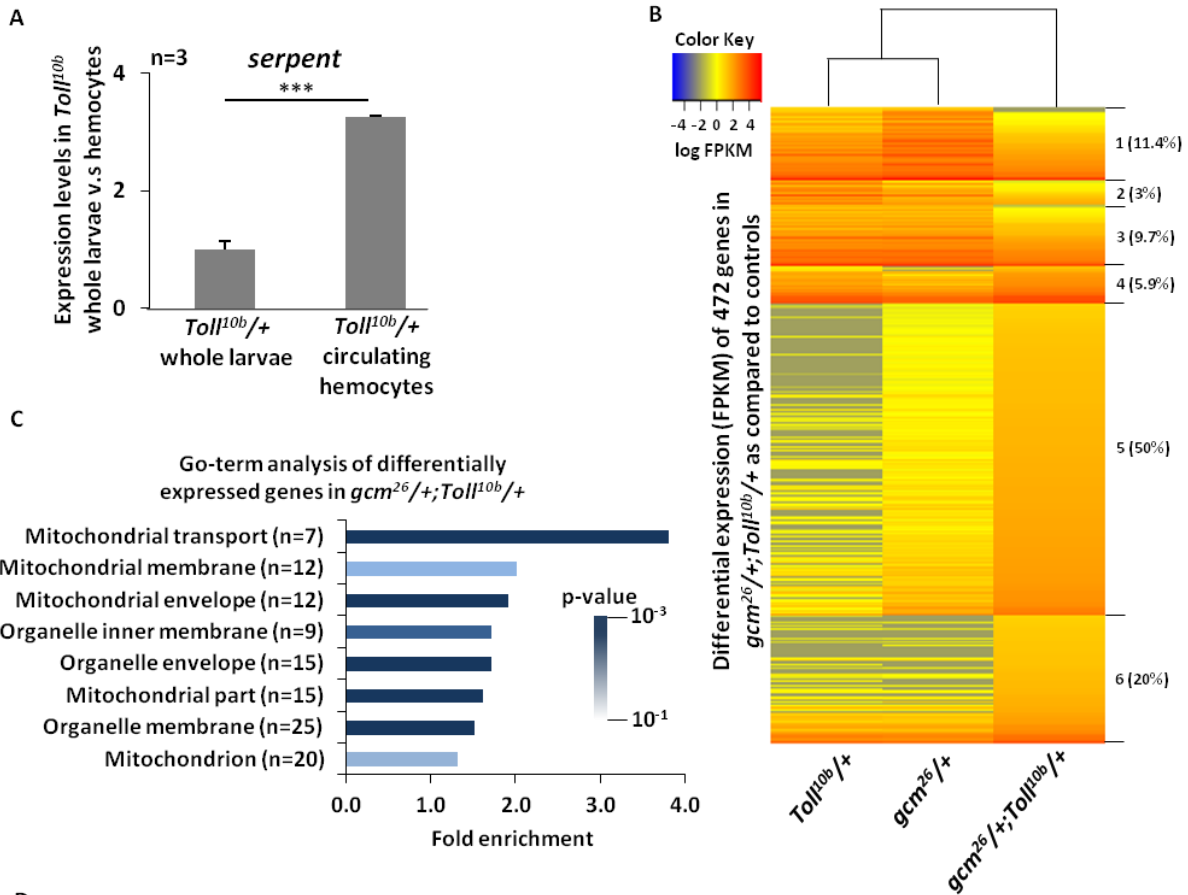 A
Expression levels in Toll10b
whole larvae v.s hemocytes
n=3
serpent
***
4
2
0
Toll10b/+
whole larvae
Toll10b/+
circulating
hemocytes
B
Color Key
-4 -2 0 2 4
log FPKM
Differential expression (FPKM) of 472 genes in
gcm26/+;Toll10b/+ as compared to controls
1 (11.4%)
2 (3%)
3 (9.7%)
4 (5.9%)
5 (50%)
6 (20%)
Toll10b/+
gcm26/+
gcm26/+;Toll10b/+
C
Go-term analysis of differentially
expressed genes in gcm26/+;Toll10b/+
Mitochondrial transport (n=7)
Mitochondrial membrane (n=12)
Mitochondrial envelope (n=12)
Organelle inner membrane (n=9)
Organelle envelope (n=15)
Mitochondrial part (n=15)
Organelle membrane (n=25)
Mitochondrion (n=20)
p-value
10-3
10-1
0.0 1.0 2.0 3.0 4.0
Fold enrichment